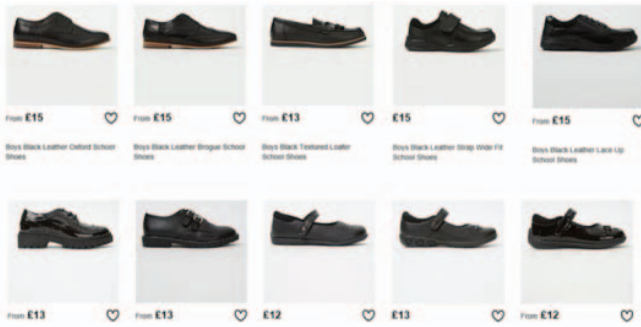 From £15
From £15
From £13
£15
From £15
Boys Black Leather Oxford School
Shoes
Boys Black Leather Brogue School
Shoes
Boys Black Textured Loafer
School Shoes
Boys Black Leather Strap Wide Fit
School Shoes
Boys Black Leather Lace Up
School Shoes
From £13
From £13
£12
£13
From £12